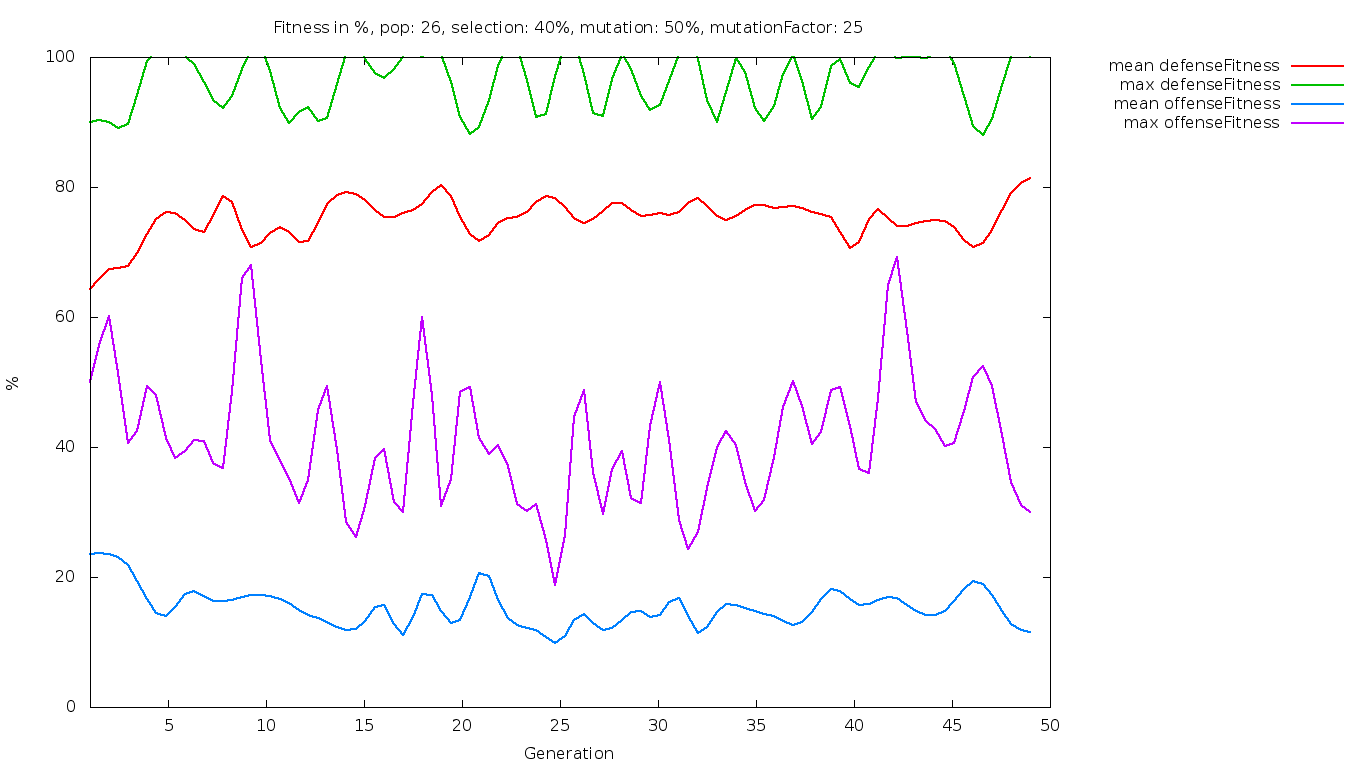 Fitness in %, pop: 26, selection: 40%, mutation: 50%, mutationFactor: 25
mean defenseFitness
max defenseFitness
mean offenseFitness
max offenseFitness
100
80
60
40
20
0
%
5 10 15 20 25 30 35 40 45 50
Generation